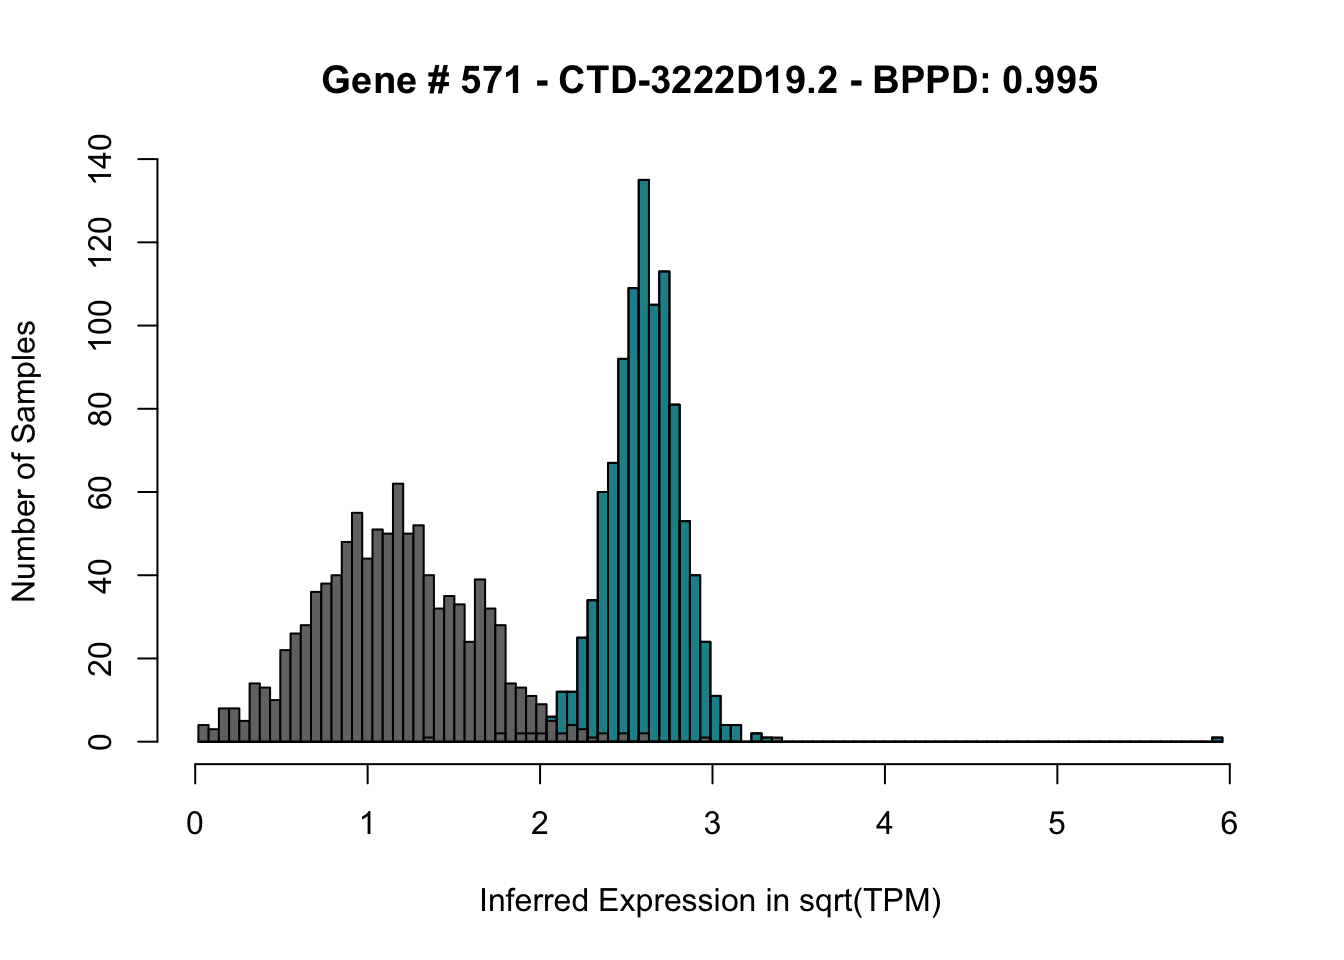 Gene # 571 - CTD-3222D19.2 - BPPD: 0.995
Number of Samples
140
120
100
80
60
40
20
0
0 1 2 3 4 5 6
Inferred Expression in sqrt(TPM)